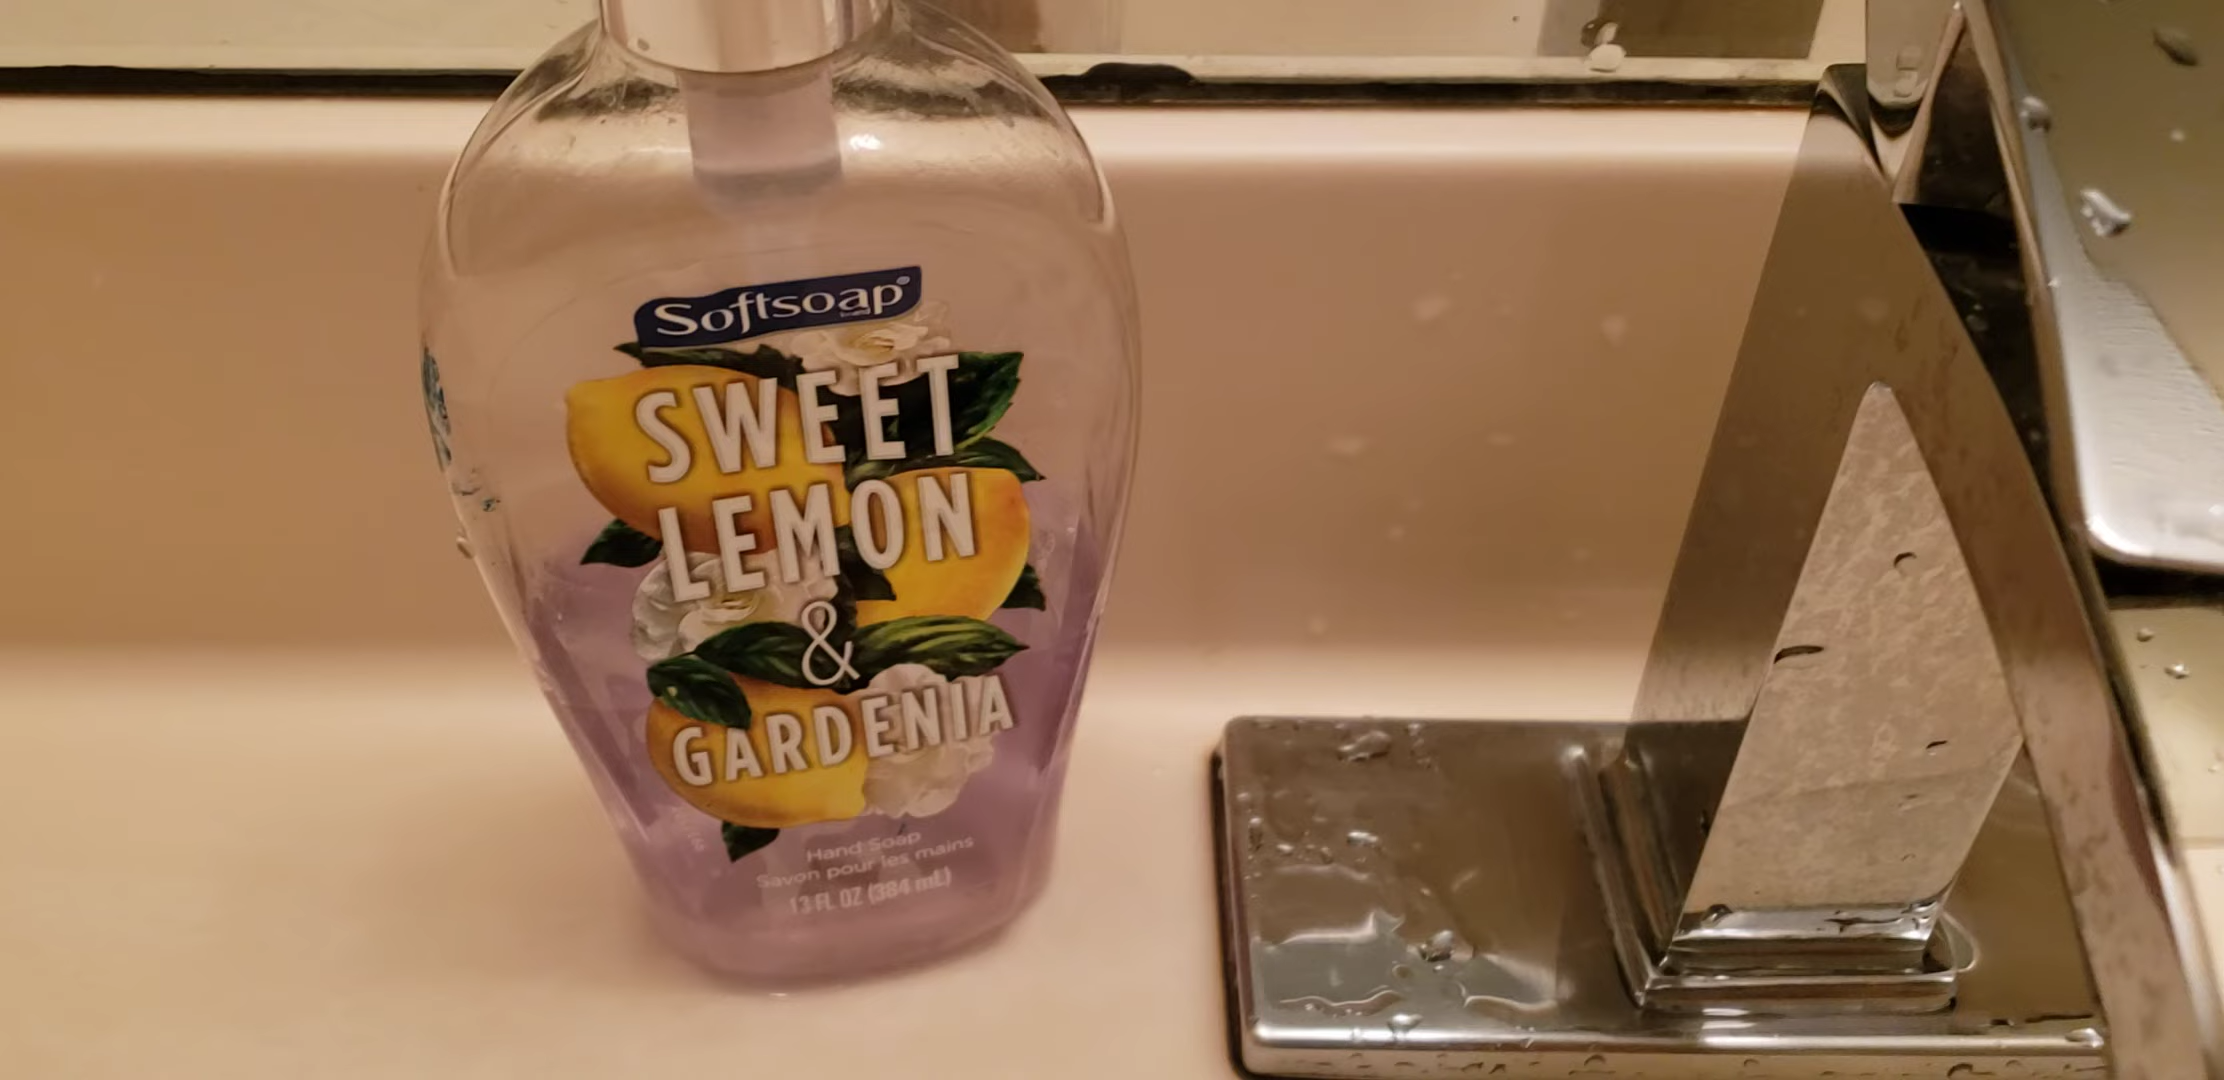 Softsoap®
SWEET
LEMON
&
GARDENIA
Hand Soap
Savon pour les mains
13 FL OZ (384 mL)